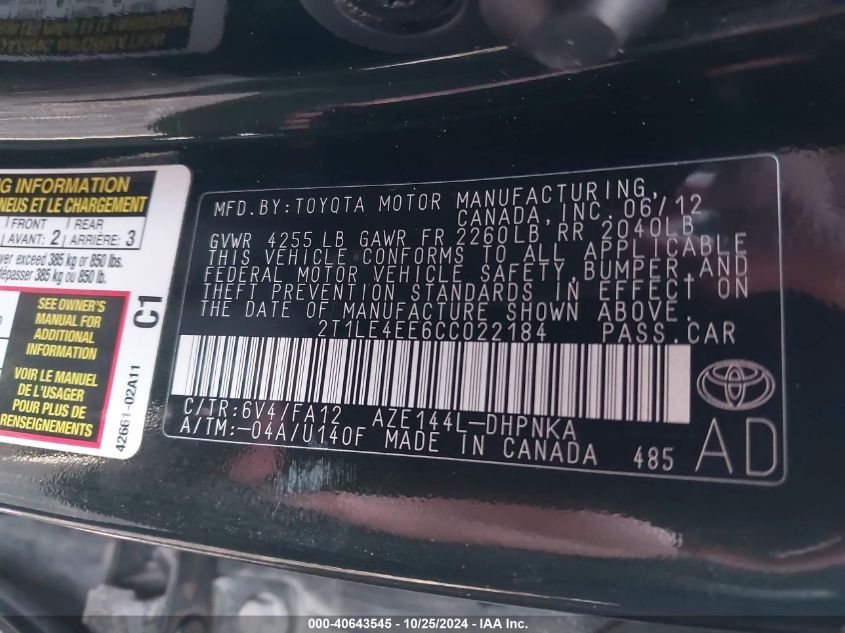 NG INFORMATION
PNEUS ET LE CHARGEMENT
FRONT REAR
AVANT: 2 ARRIÈRE: 3
ver exceed 385 kg or 850 lbs.
dépasser 385 kg ou 850 lb.
SEE OWNER'S
MANUAL FOR
ADDITIONAL
INFORMATION
VOIR LE MANUEL
DE L'USAGER
POUR PLUS DE
RENSEIGNEMENTS
C1
42661-02A11
MFD.BY:TOYOTA MOTOR MANUFACTURING,
CANADA,INC. 06/12
GVWR 4255 LB GAWR FR 2260LB RR 2040LB
THIS VEHICLE CONFORMS TO ALL APPLICABLE
FEDERAL MOTOR VEHICLE SAFETY,BUMPER,AND
THEFT PREVENTION STANDARDS IN EFFECT ON
THE DATE OF MANUFACTURE SHOWN ABOVE.
2T1LE4EE6CC022184 PASS.CAR
C/TR:6V4/FA12 AZE144L-DHPNKA
A/TM:-04A/U140F MADE IN CANADA 485
AD
000-40643545 - 10/25/2024 - IAA Inc.